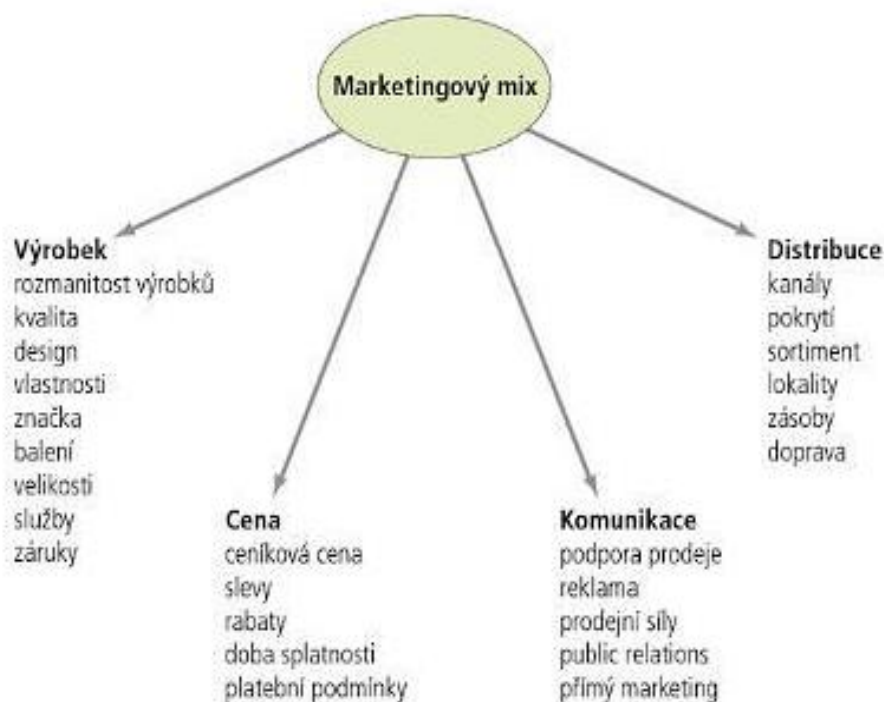 Marketingový mix
Výrobek
rozmanitost výrobků
kvalita
design
vlastnosti
značka
balení
velikosti
služby
záruky
Cena
ceníková cena
slevy
rabaty
doba splatnosti
platební podmínky
Komunikace
podpora prodeje
reklama
prodejní síly
public relations
přímý marketing
Distribuce
kanály
pokrytí
sortiment
lokality
zásoby
doprava